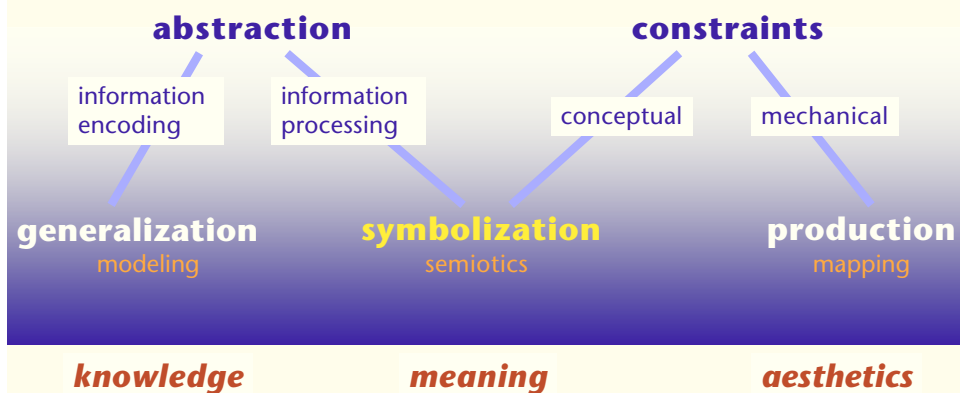 abstraction
constraints
information
encoding
information
processing
conceptual
mechanical
generalization
modeling
symbolization
semiotics
production
mapping
knowledge
meaning
aesthetics